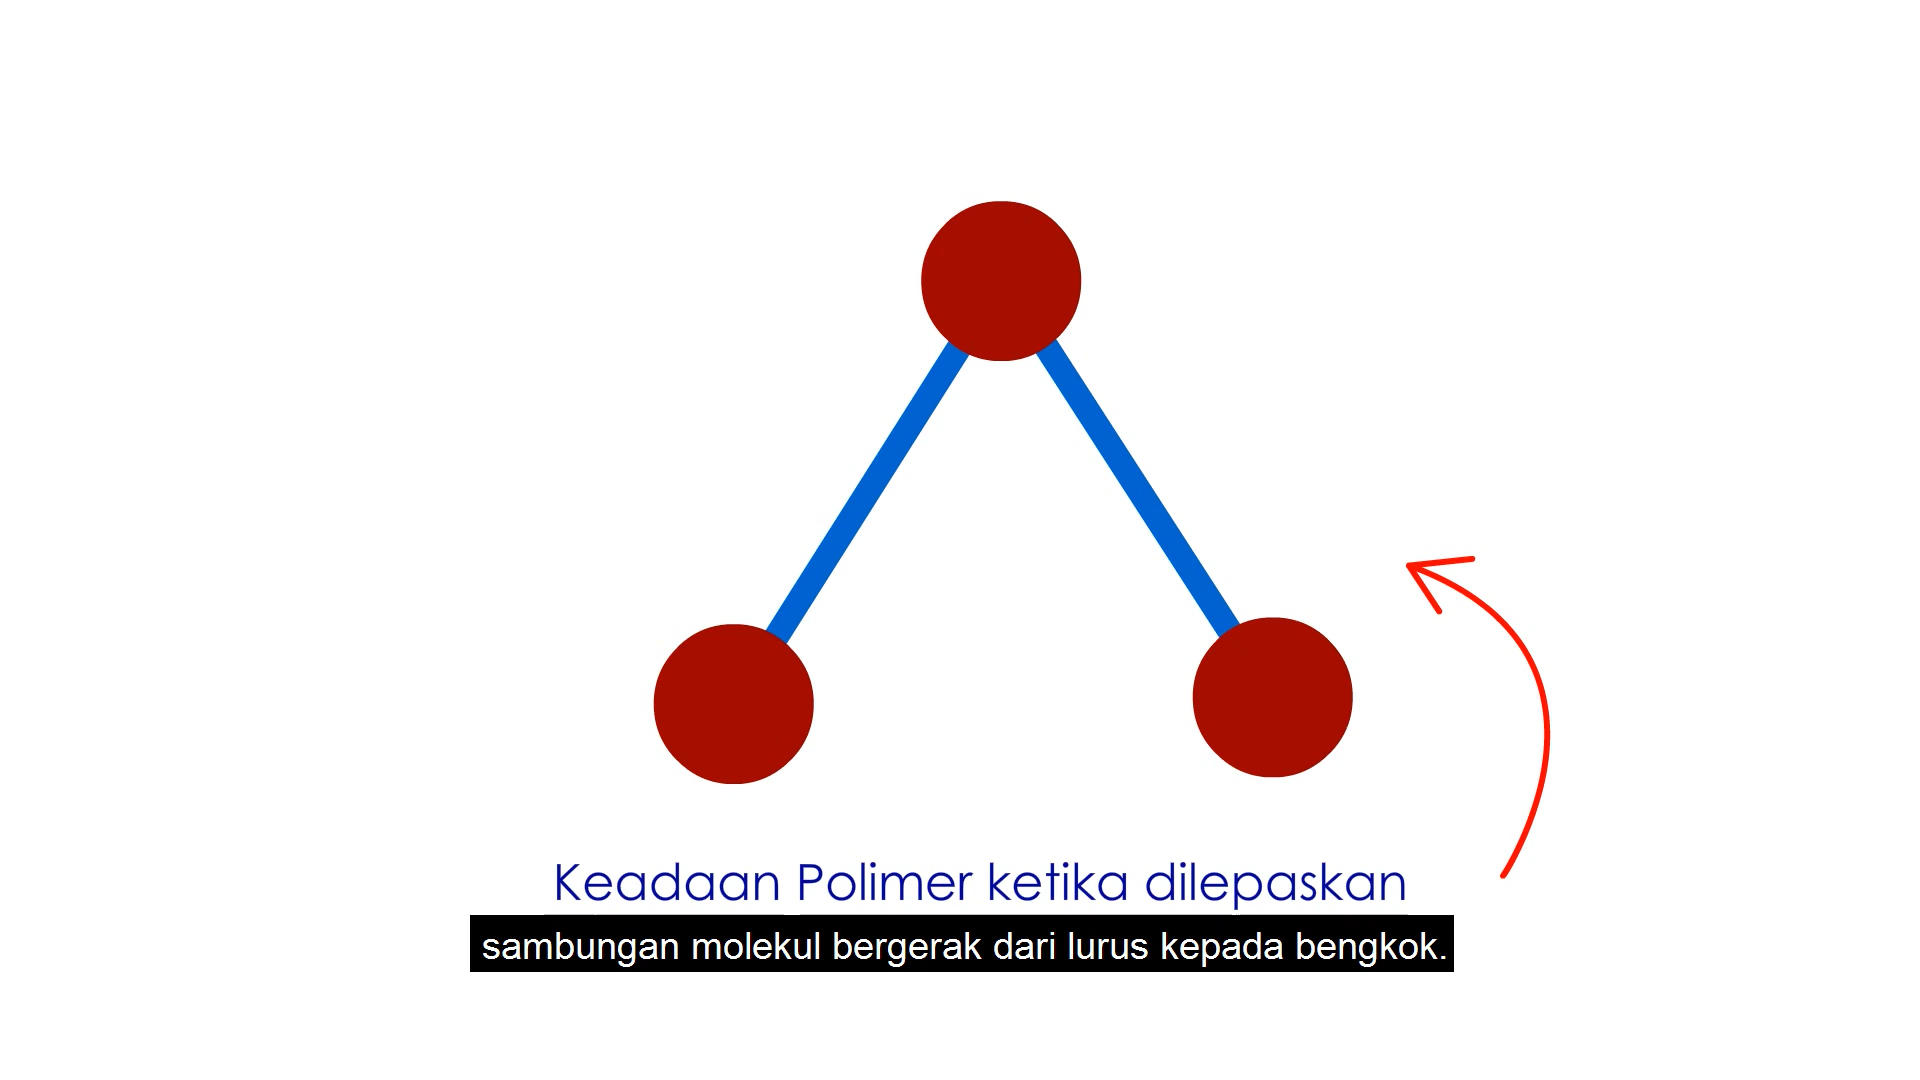 Keadaan Polimer ketika dilepaskan
sambungan molekul bergerak dari lurus kepada bengkok.